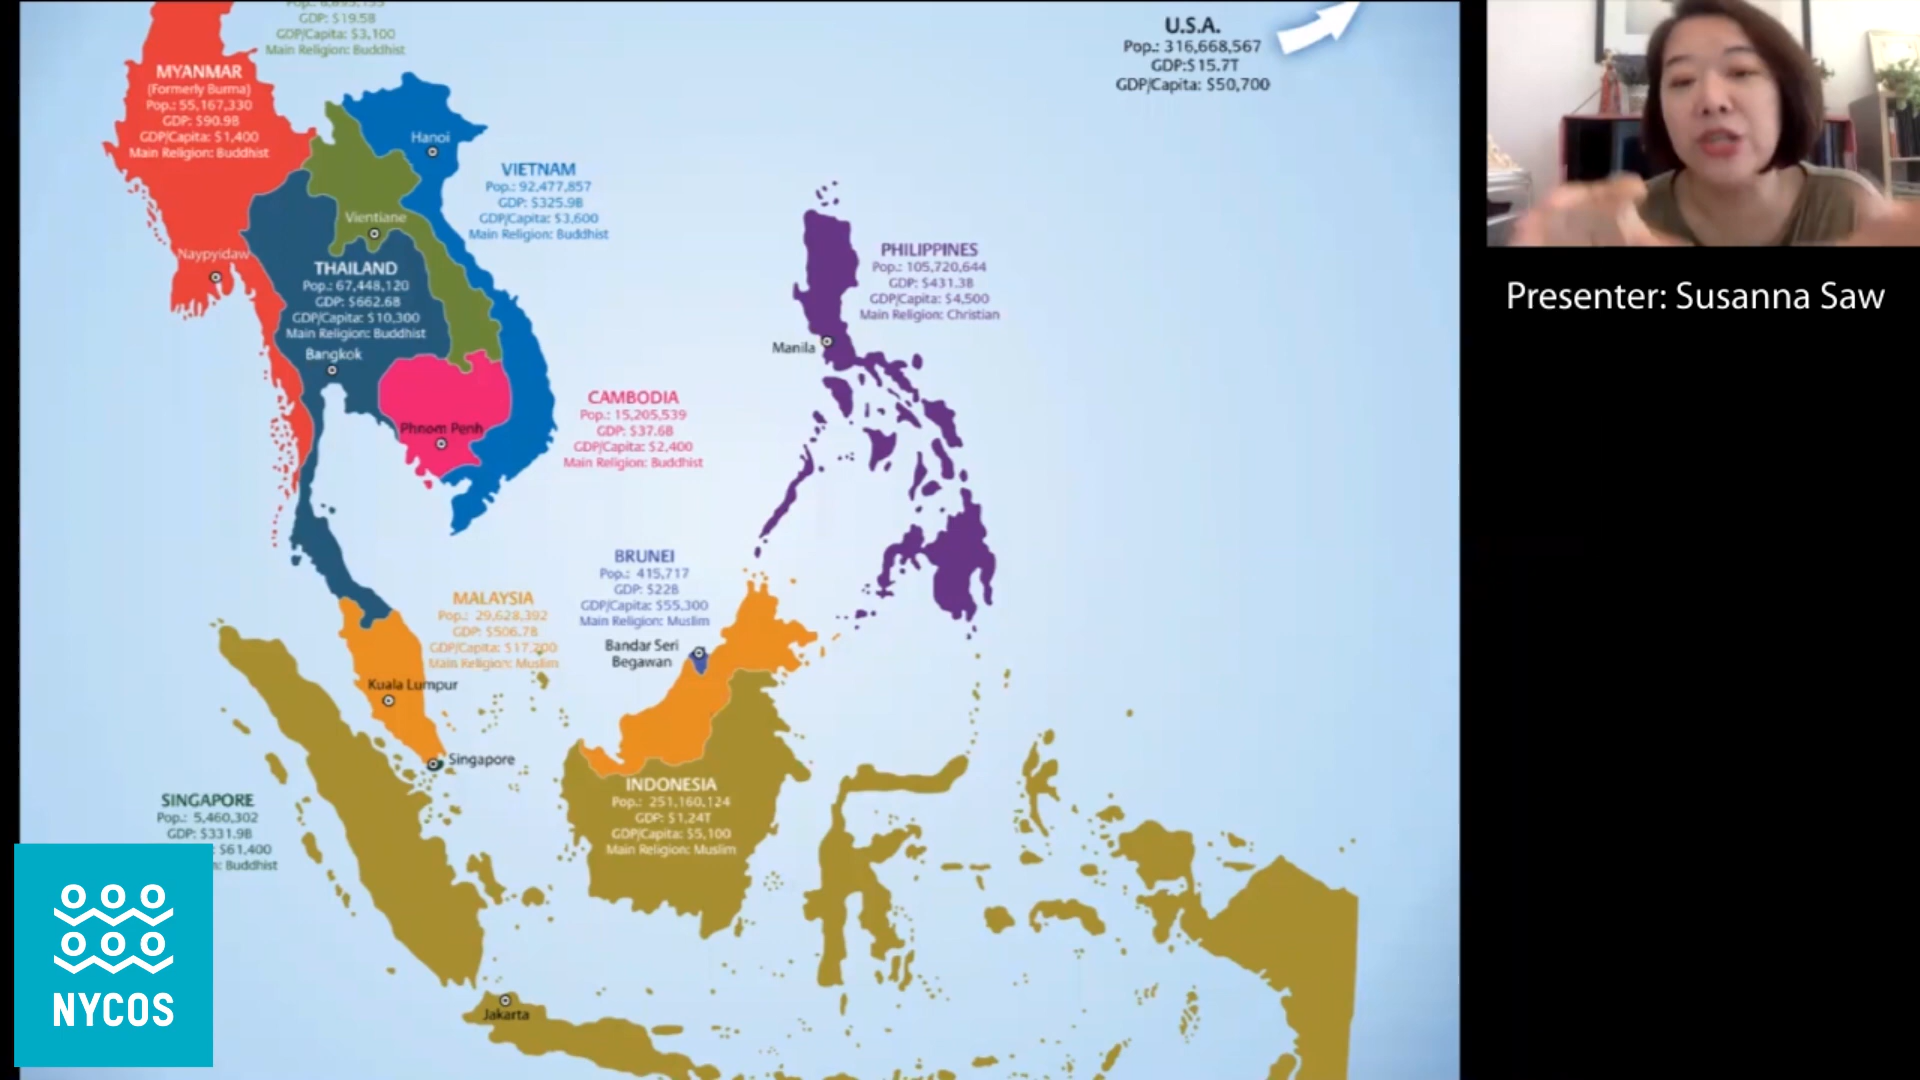 GDP: $19.5B
GDP/Capita: $3,100
Main Religion: Buddhist
U.S.A.
Pop.: 316,668,567
GDP:$15.7T
GDP/Capita: $50,700
MYANMAR
(Formerly Burma)
Pop.: 55,167,330
GDP: $90.9B
GDP/Capita: $1,400
Main Religion: Buddhist
Hanoi
VIETNAM
Pop.: 92,477,857
GDP: $325.9B
GDP/Capita: $3,600
Main Religion: Buddhist
Vientiane
Naypyidaw
THAILAND
Pop.: 67,448,120
GDP: $662.6B
GDP/Capita: $10,300
Main Religion: Buddhist
Bangkok
PHILIPPINES
Pop.: 105,720,644
GDP: $431.3B
GDP/Capita: $4,500
Main Religion: Christian
Manila
Presenter: Susanna Saw
CAMBODIA
Pop.: 15,205,539
GDP: $37.6B
GDP/Capita: $2,400
Main Religion: Buddhist
Phnom Penh
BRUNEI
Pop.: 415,717
GDP: $22B
GDP/Capita: $55,300
Main Religion: Muslim
Bandar Seri
Begawan
MALAYSIA
Pop.: 29,628,392
GDP: $506.7B
GDP/Capita: $17,200
Main Religion: Muslim
Kuala Lumpur
Singapore
SINGAPORE
Pop.: 5,460,302
GDP: $331.9B
: $61,400
n: Buddhist
INDONESIA
Pop.: 251,160,124
GDP: $1.24T
GDP/Capita: $5,100
Main Religion: Muslim
Jakarta
NYCOS